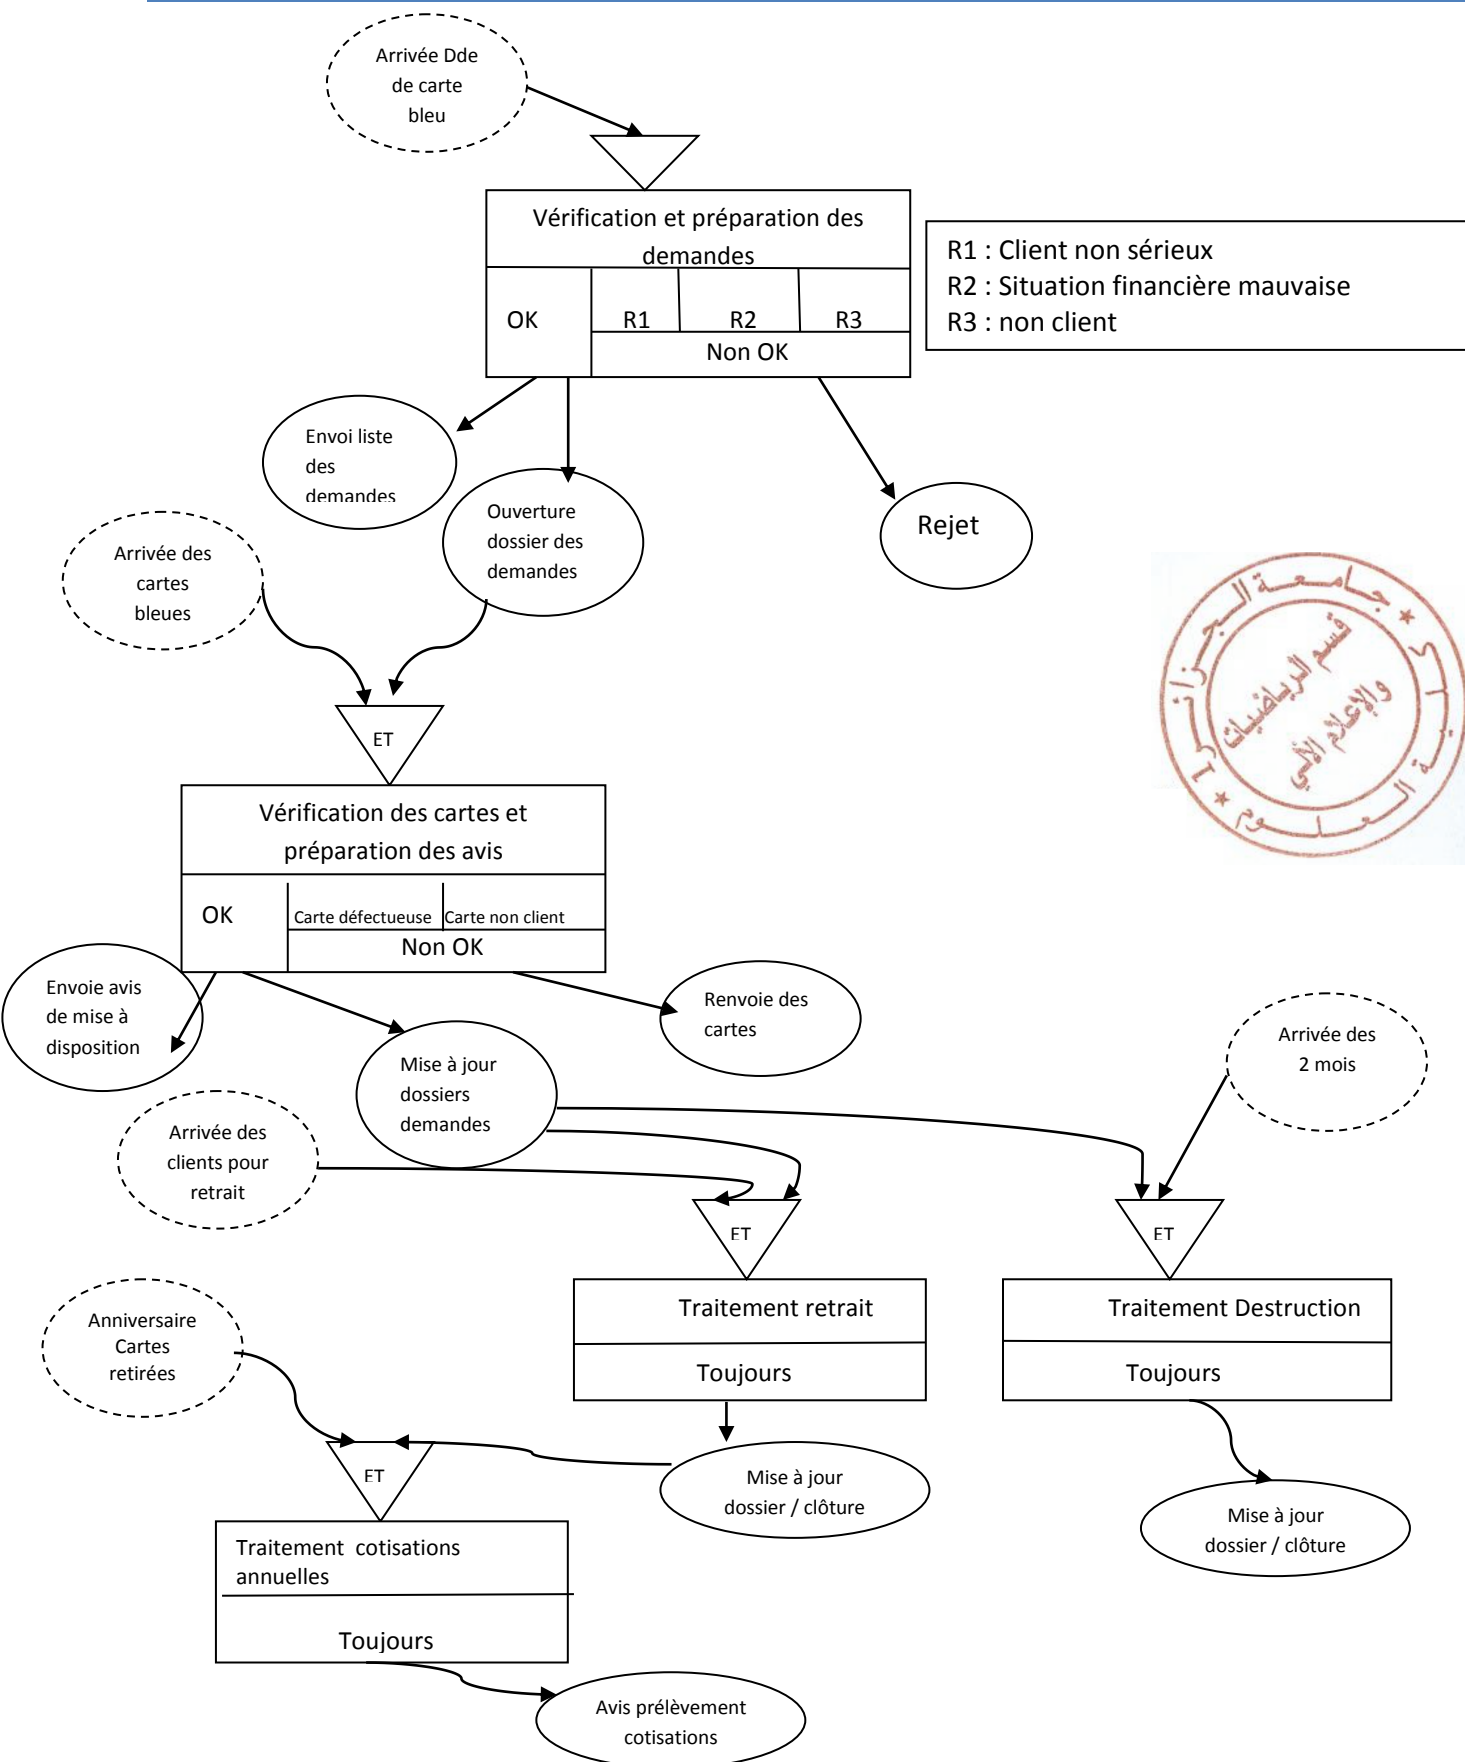 Arrivée Dde
de carte
bleu
Vérification et préparation des
demandes
OK
R1
R2
R3
Non OK
R1 : Client non sérieux
R2 : Situation financière mauvaise
R3 : non client
Envoi liste
des
demandes
Ouverture
dossier des
demandes
Rejet
Arrivée des
cartes
bleues
ET
قسم الرياضيات
والإعلام الآلي
Vérification des cartes et
préparation des avis
OK
Carte défectueuse
Carte non client
Non OK
Envoie avis
de mise à
disposition
Mise à jour
dossiers
demandes
Renvoie des
cartes
Arrivée des
2 mois
Arrivée des
clients pour
retrait
ET
ET
Traitement retrait
Toujours
Traitement Destruction
Toujours
Anniversaire
Cartes
retirées
ET
Mise à jour
dossier / clôture
Mise à jour
dossier / clôture
Traitement  cotisations
annuelles
Toujours
Avis prélèvement
cotisations